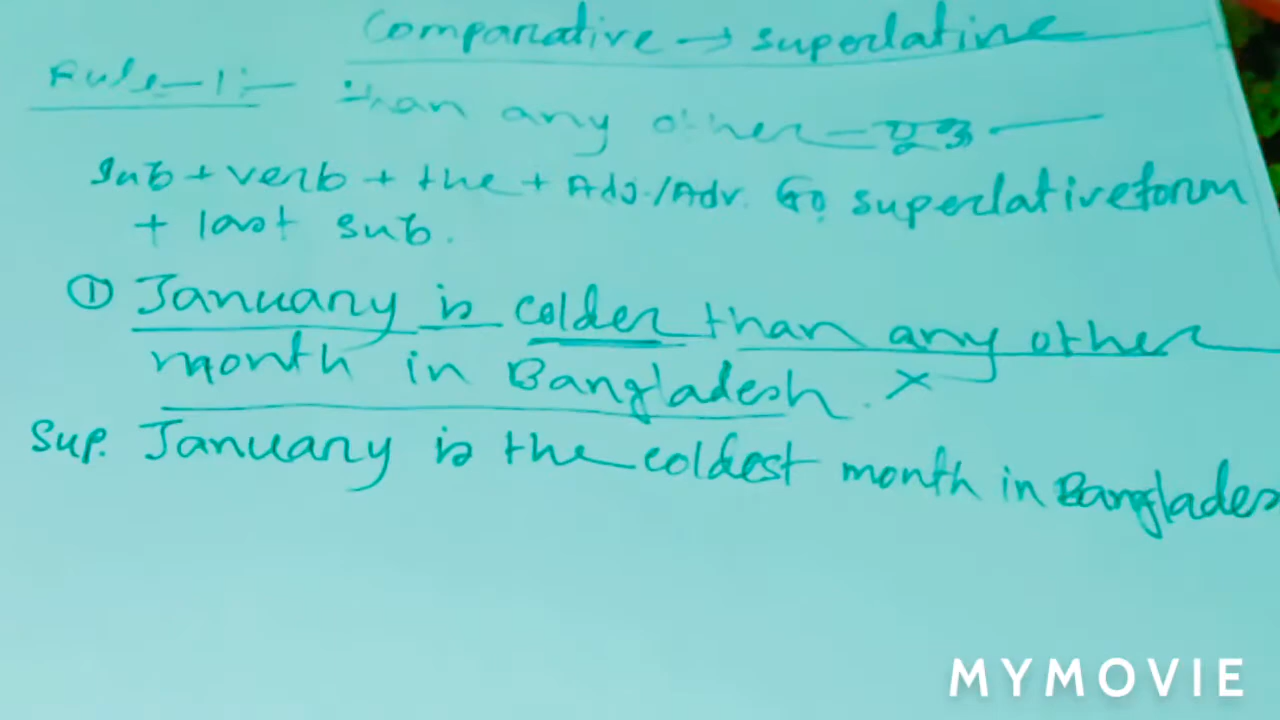 Comparative → superlative
Rule-1:- than any other - হয় —
Sub + verb + the + Adj./Adv. এর superlative form
+ last sub.
① January is colder than any other
month in Bangladesh. ×
Sup. January is the coldest month in Banglades
MYMOVIE